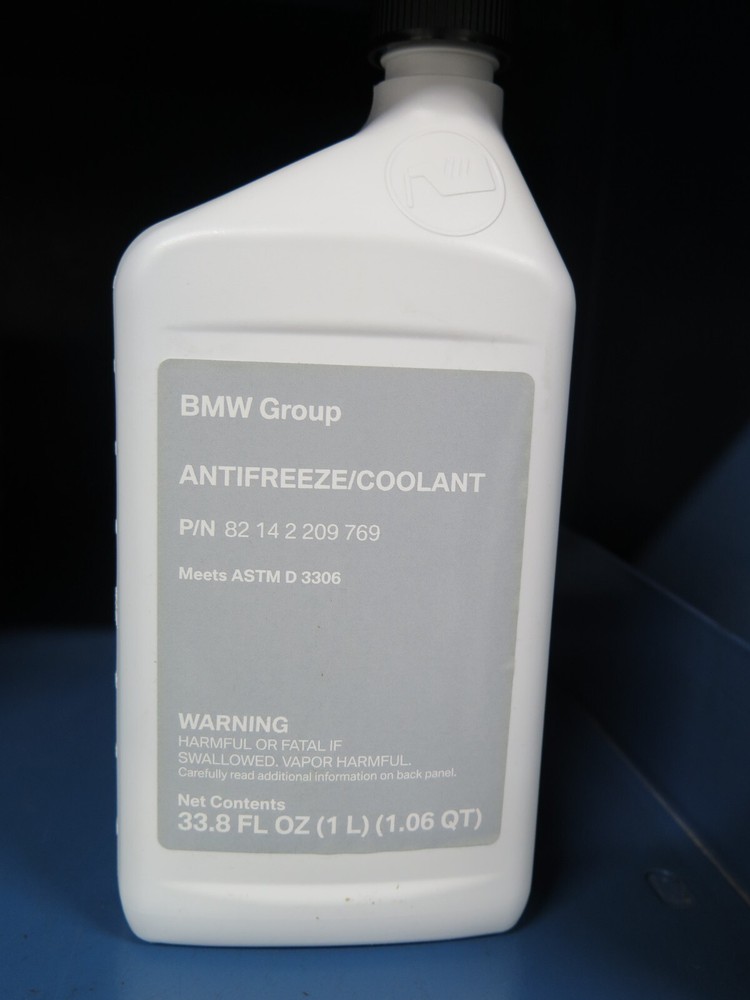 BMW Group
ANTIFREEZE/COOLANT
P/N 82 14 2 209 769
Meets ASTM D 3306
WARNING
HARMFUL OR FATAL IF
SWALLOWED. VAPOR HARMFUL.
Carefully read additional information on back panel.
Net Contents
33.8 FL OZ (1 L) (1.06 QT)